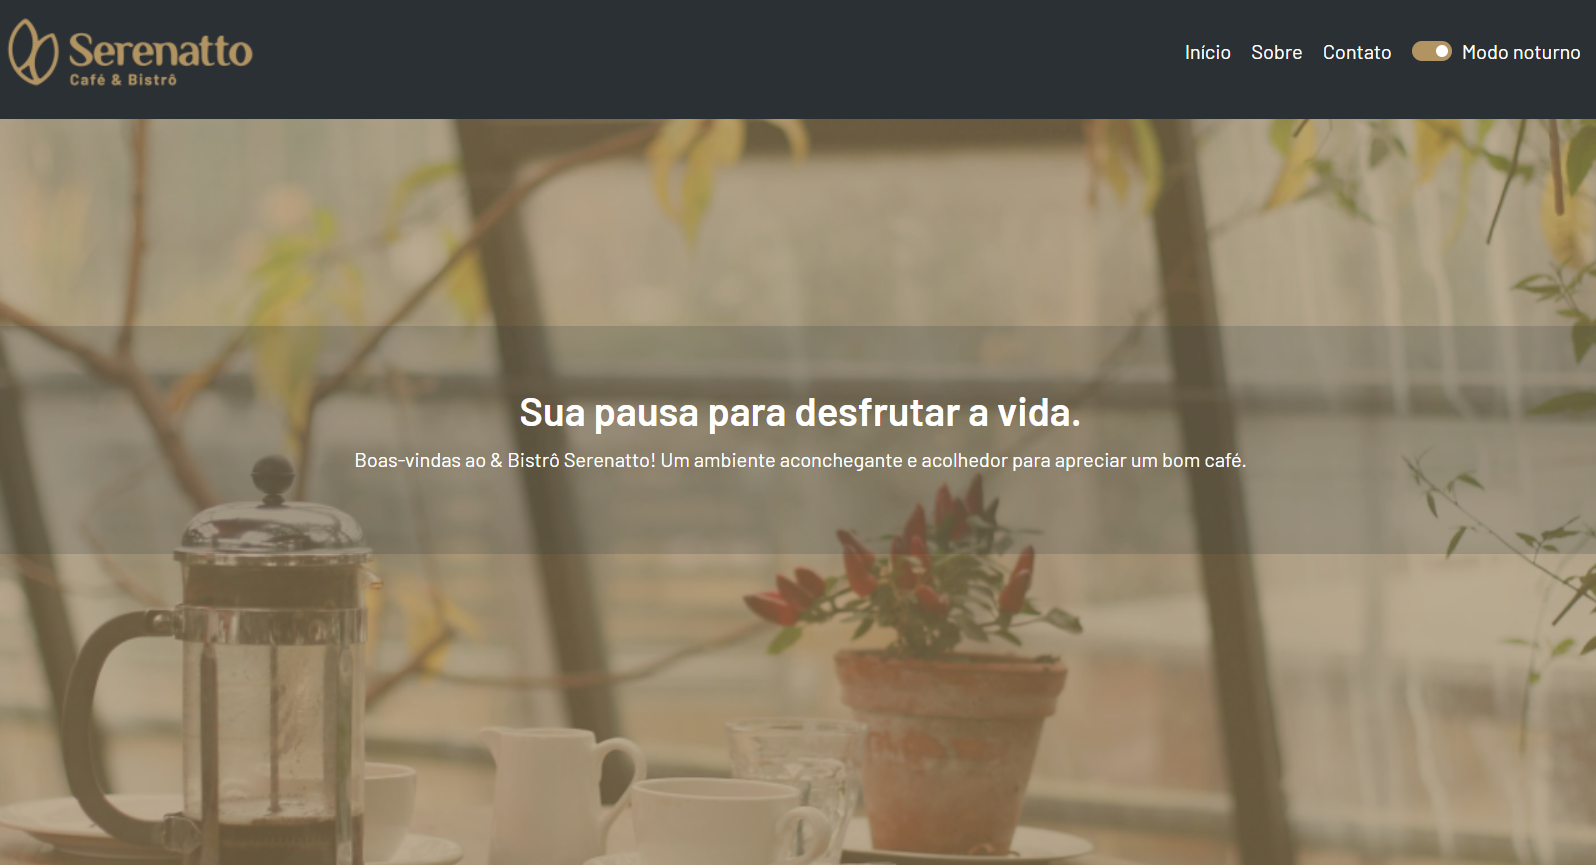 Serenatto
Café & Bistrô
Início Sobre Contato Modo noturno
Sua pausa para desfrutar a vida.
Boas-vindas ao & Bistrô Serenatto! Um ambiente aconchegante e acolhedor para apreciar um bom café.